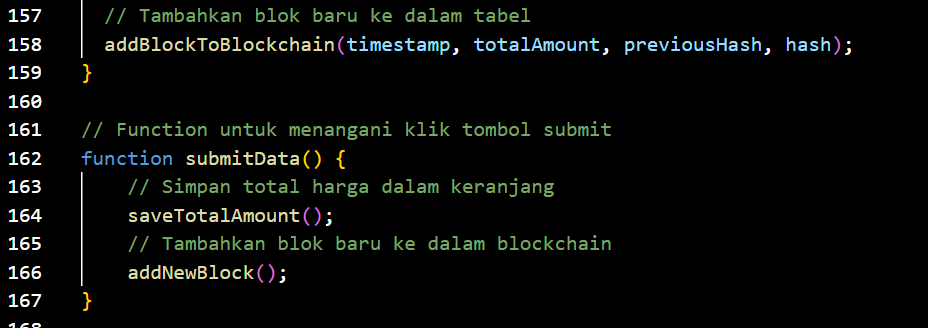 157 // Tambahkan blok baru ke dalam tabel
158 addBlockToBlockchain(timestamp, totalAmount, previousHash, hash);
159 }
160
161 // Function untuk menangani klik tombol submit
162 function submitData() {
163 // Simpan total harga dalam keranjang
164 saveTotalAmount();
165 // Tambahkan blok baru ke dalam blockchain
166 addNewBlock();
167 }
168